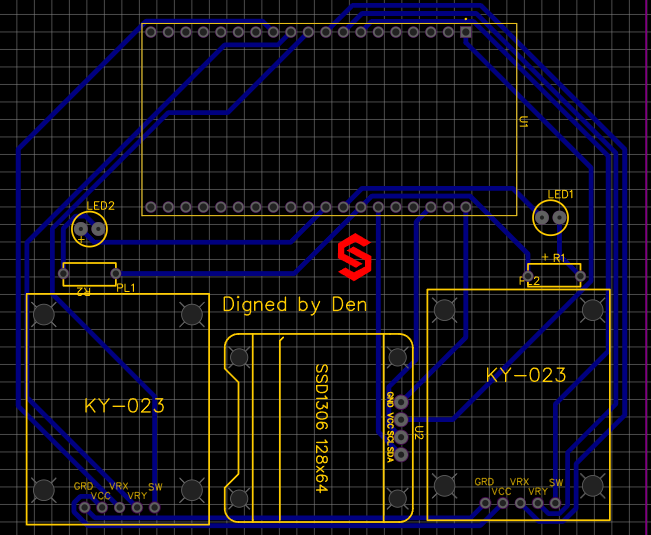 U1
LED2
LED1
+
+ R1
R2
PL1
PL2
Digned by Den
KY-023
KY-023
SSD1306 128x64
GND VCC SCL SDA
U2
GRD VCC VRX VRY SW
GRD VCC VRX VRY SW